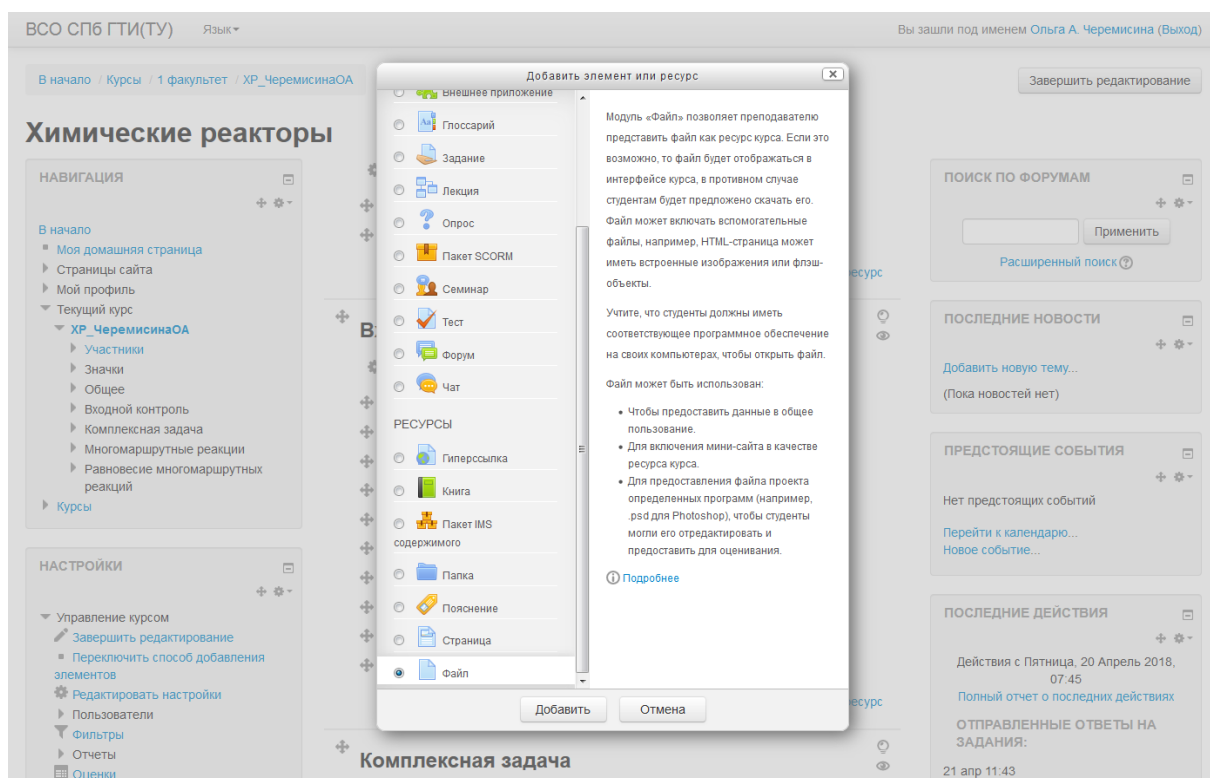 ВСО СПб ГТИ(ТУ) Язык
Вы зашли под именем Ольга А. Черемисина (Выход)
В начало / Курсы / 1 факультет / ХР_ЧеремисинаОА
Завершить редактирование
Химические реакторы
НАВИГАЦИЯ
В начало
Моя домашняя страница
Страницы сайта
Мой профиль
Текущий курс
ХР_ЧеремисинаОА
Участники
Значки
Общее
Входной контроль
Комплексная задача
Многомаршрутные реакции
Равновесие многомаршрутных
реакций
Курсы
НАСТРОЙКИ
Управление курсом
Завершить редактирование
Переключить способ добавления
элементов
Редактировать настройки
Пользователи
Фильтры
Отчеты
Оценки
Добавить элемент или ресурс
Внешнее приложение
Глоссарий
Задание
Лекция
Опрос
Пакет SCORM
Семинар
Тест
Форум
Чат
РЕСУРСЫ
Гиперссылка
Книга
Пакет IMS
содержимого
Папка
Пояснение
Страница
Файл
Модуль «Файл» позволяет преподавателю
представить файл как ресурс курса. Если это
возможно, то файл будет отображаться в
интерфейсе курса, в противном случае
студентам будет предложено скачать его.
Файл может включать вспомогательные
файлы, например, HTML-страница может
иметь встроенные изображения или флэш-
объекты.
Учтите, что студенты должны иметь
соответствующее программное обеспечение
на своих компьютерах, чтобы открыть файл.
Файл может быть использован:
Чтобы предоставить данные в общее
пользование.
Для включения мини-сайта в качестве
ресурса курса.
Для предоставления файла проекта
определенных программ (например,
.psd для Photoshop), чтобы студенты
могли его отредактировать и
предоставить для оценивания.
Подробнее
Добавить Отмена
есурс
В
есурс
Комплексная задача
ПОИСК ПО ФОРУМАМ
Применить
Расширенный поиск
ПОСЛЕДНИЕ НОВОСТИ
Добавить новую тему...
(Пока новостей нет)
ПРЕДСТОЯЩИЕ СОБЫТИЯ
Нет предстоящих событий
Перейти к календарю...
Новое событие...
ПОСЛЕДНИЕ ДЕЙСТВИЯ
Действия с Пятница, 20 Апрель 2018,
07:45
Полный отчет о последних действиях
ОТПРАВЛЕННЫЕ ОТВЕТЫ НА
ЗАДАНИЯ:
21 апр 11:43